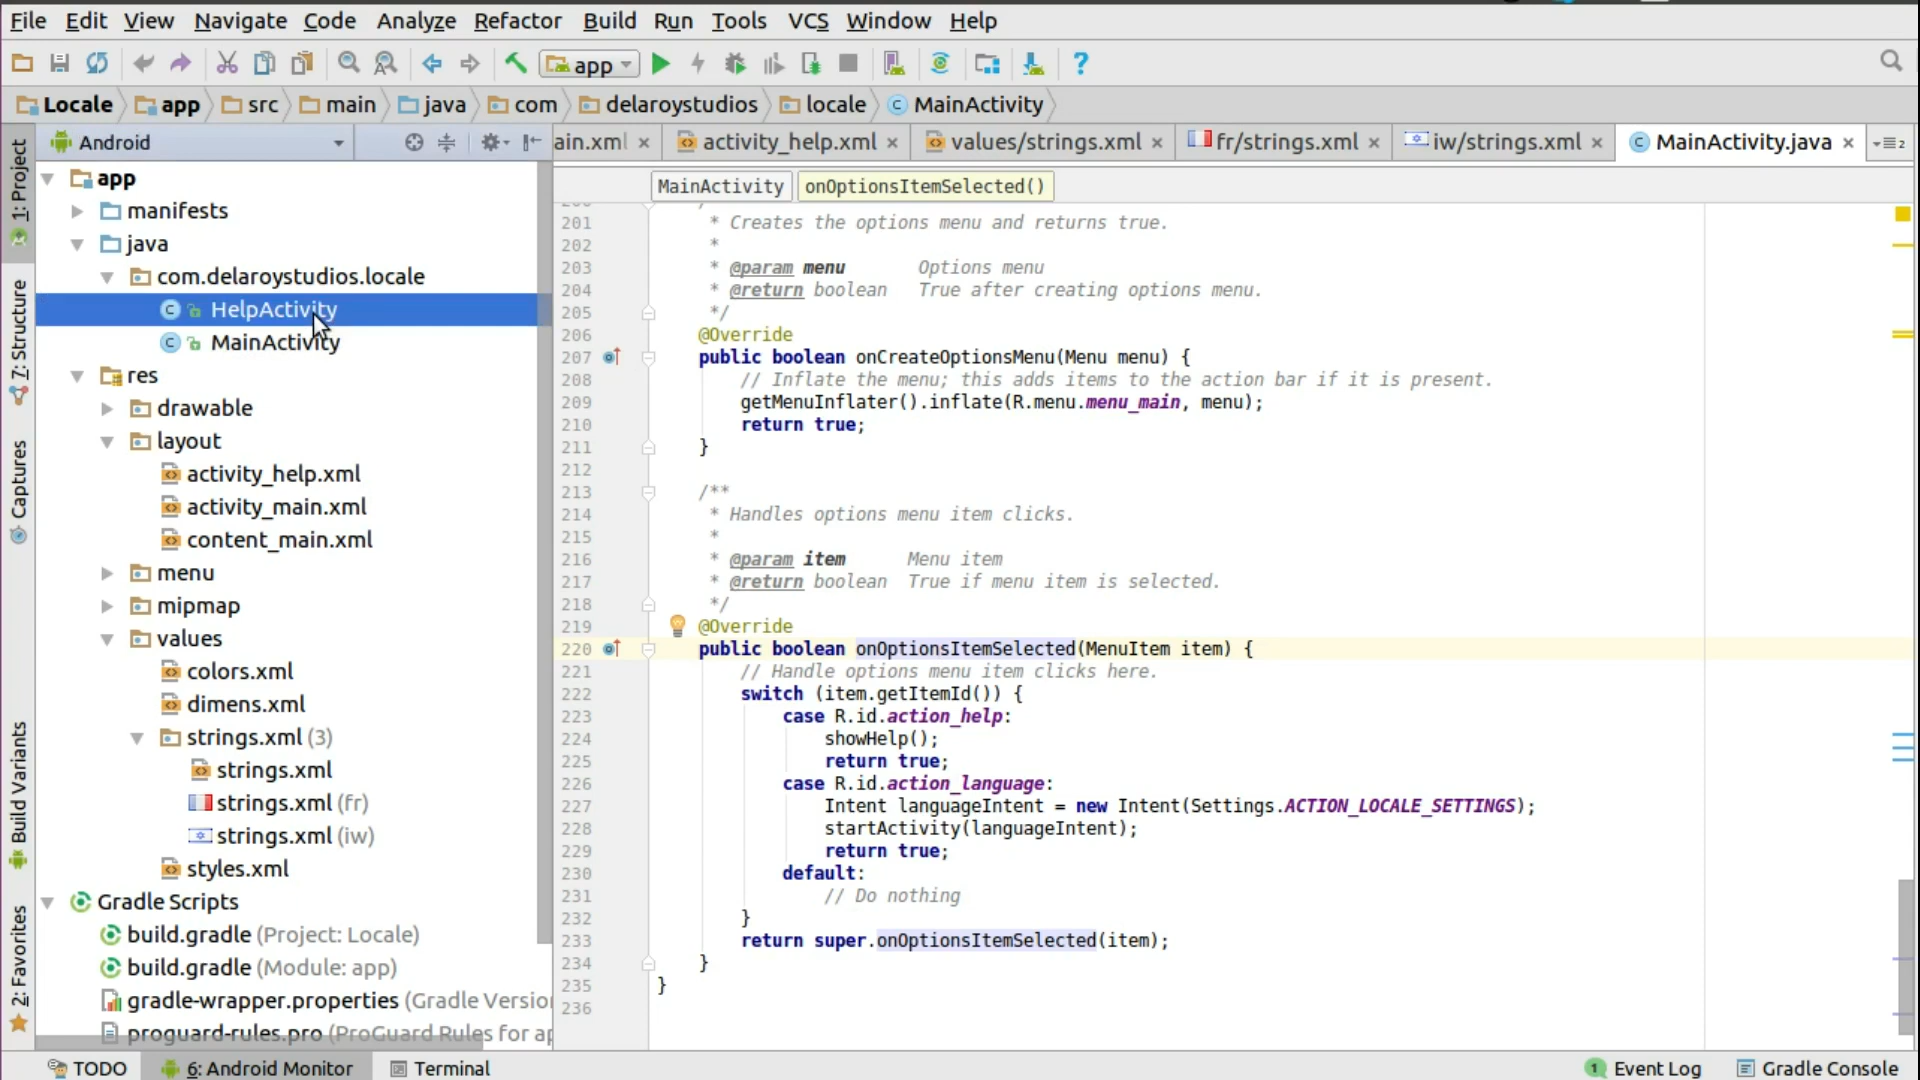 File Edit View Navigate Code Analyze Refactor Build Run Tools VCS Window Help
app
Locale app src main java com delaroystudios locale MainActivity
Android
ain.xml activity_help.xml values/strings.xml fr/strings.xml iw/strings.xml MainActivity.java
MainActivity onOptionsItemSelected()
1: Project
7: Structure
Captures
Build Variants
2: Favorites
app
manifests
java
com.delaroystudios.locale
HelpActivity
MainActivity
res
drawable
layout
activity_help.xml
activity_main.xml
content_main.xml
menu
mipmap
values
colors.xml
dimens.xml
strings.xml (3)
strings.xml
strings.xml (fr)
strings.xml (iw)
styles.xml
Gradle Scripts
build.gradle (Project: Locale)
build.gradle (Module: app)
gradle-wrapper.properties (Gradle Versio
proguard-rules.pro (ProGuard Rules for ap
201 * Creates the options menu and returns true.
202 *
203 * @param menu Options menu
204 * @return boolean True after creating options menu.
205 */
206 @Override
207 public boolean onCreateOptionsMenu(Menu menu) {
208 // Inflate the menu; this adds items to the action bar if it is present.
209 getMenuInflater().inflate(R.menu.menu_main, menu);
210 return true;
211 }
212
213 /**
214 * Handles options menu item clicks.
215 *
216 * @param item Menu item
217 * @return boolean True if menu item is selected.
218 */
219 @Override
220 public boolean onOptionsItemSelected(MenuItem item) {
221 // Handle options menu item clicks here.
222 switch (item.getItemId()) {
223 case R.id.action_help:
224 showHelp();
225 return true;
226 case R.id.action_language:
227 Intent languageIntent = new Intent(Settings.ACTION_LOCALE_SETTINGS);
228 startActivity(languageIntent);
229 return true;
230 default:
231 // Do nothing
232 }
233 return super.onOptionsItemSelected(item);
234 }
235 }
236
TODO 6: Android Monitor Terminal 1 Event Log Gradle Console